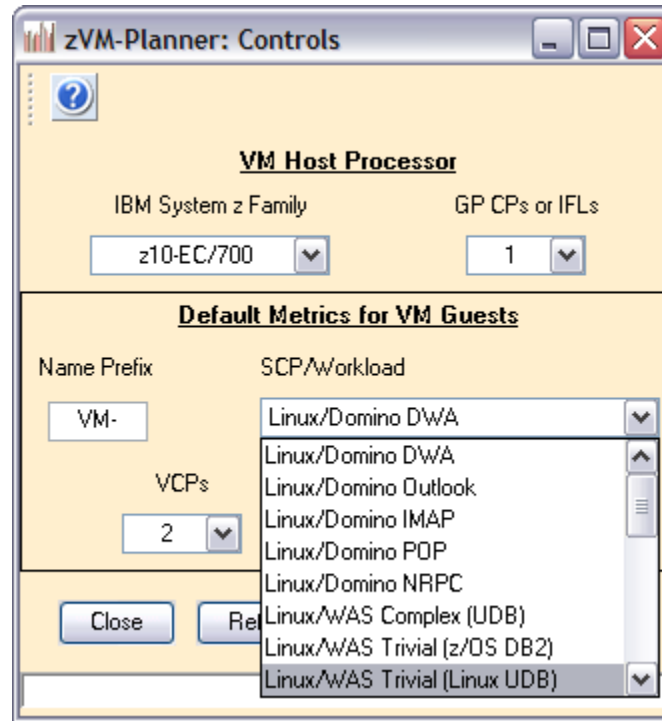 zVM-Planner: Controls
VM Host Processor
IBM System z Family GP CPs or IFLs
z10-EC/700 1
Default Metrics for VM Guests
Name Prefix SCP/Workload
VM- Linux/Domino DWA
Linux/Domino DWA
VCPs Linux/Domino Outlook
Linux/Domino IMAP
2 Linux/Domino POP
Linux/Domino NRPC
Close Linux/WAS Complex (UDB)
Linux/WAS Trivial (z/OS DB2)
Linux/WAS Trivial (Linux UDB)